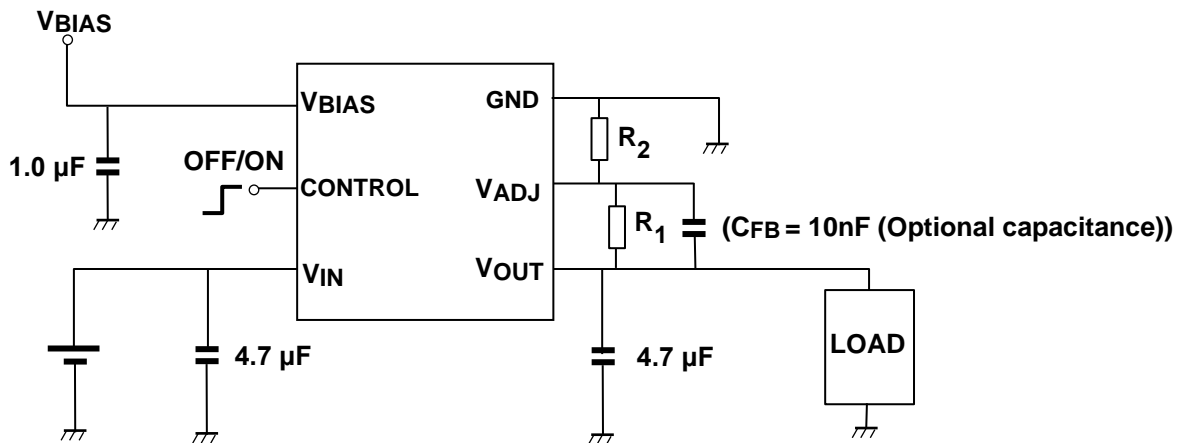 VBIAS
VBIAS
GND
R2
1.0 µF
OFF/ON
CONTROL
VADJ
R1
(CFB = 10nF (Optional capacitance))
VIN
VOUT
4.7 µF
4.7 µF
LOAD